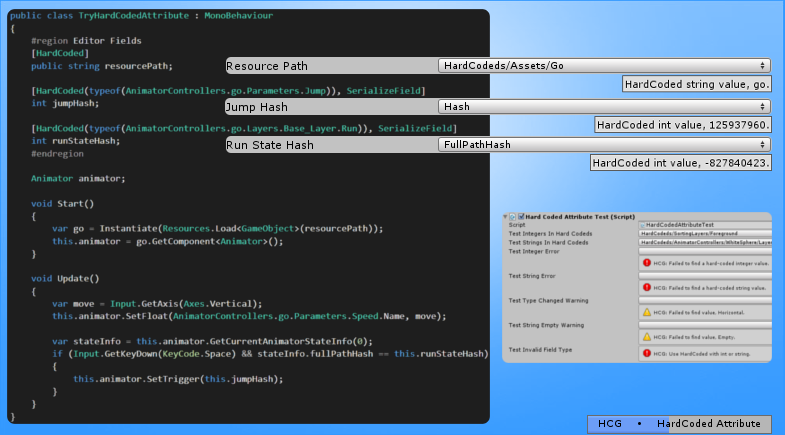 public class TryHardCodedAttribute : MonoBehaviour
{
#region Editor Fields
[HardCoded]
public string resourcePath;
Resource Path
HardCodeds/Assets/Go
HardCoded string value, go.
[HardCoded(typeof(AnimatorControllers.go.Parameters.Jump)), SerializeField]
int jumpHash;
Jump Hash
Hash
HardCoded int value, 125937960.
[HardCoded(typeof(AnimatorControllers.go.Layers.Base_Layer.Run)), SerializeField]
int runStateHash;
#endregion
Run State Hash
FullPathHash
HardCoded int value, -827840423.
Animator animator;
void Start()
{
var go = Instantiate(Resources.Load<GameObject>(resourcePath));
this.animator = go.GetComponent<Animator>();
}
void Update()
{
var move = Input.GetAxis(Axes.Vertical);
this.animator.SetFloat(AnimatorControllers.go.Parameters.Speed.Name, move);
var stateInfo = this.animator.GetCurrentAnimatorStateInfo(0);
if (Input.GetKeyDown(KeyCode.Space) && stateInfo.fullPathHash == this.runStateHash)
{
this.animator.SetTrigger(this.jumpHash);
}
}
}
Hard Coded Attribute Test (Script)
Script HardCodedAttributeTest
Test Integers In Hard Codeds HardCodeds/SortingLayers/Foreground
Test Strings In Hard Codeds HardCodeds/AnimatorControllers/WhiteSphere/Layer
Test Integer Error
HCG: Failed to find a hard-coded integer value.
Test String Error
HCG: Failed to find a hard-coded string value.
Test Type Changed Warning
HCG: Failed to find value, Horizontal.
Test String Empty Warning
HCG: Failed to find value, Empty.
Test Invalid Field Type
HCG: Use HardCoded with int or string.
HCG • HardCoded Attribute